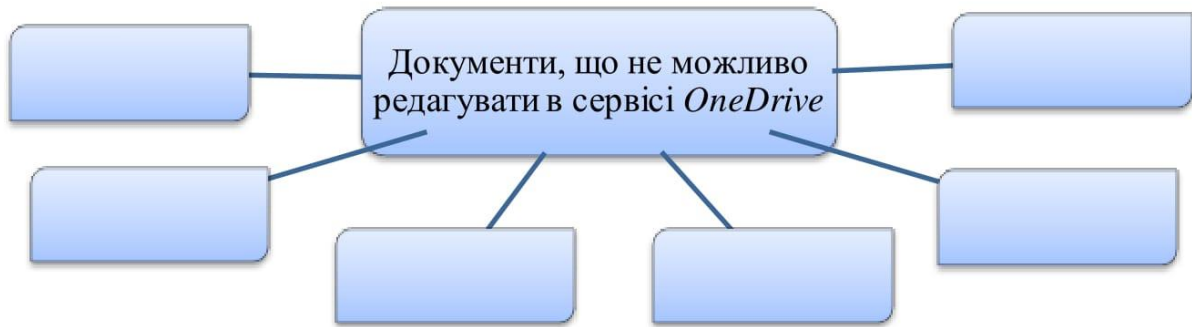 Документи, що не можливо
редагувати в сервісі OneDrive